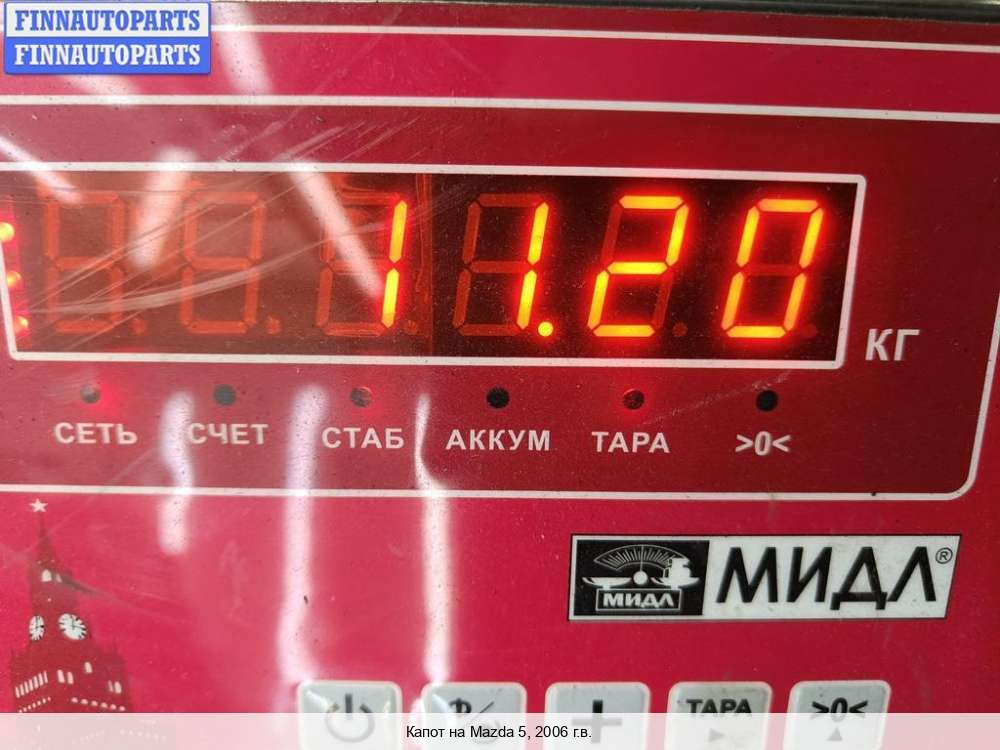 FINNAUTOPARTS
FINNAUTOPARTS
11.20
КГ
СЕТЬ СЧЕТ СТАБ АККУМ ТАРА >0<
МИДЛ МИДЛ®
ТАРА >0<
Капот на Mazda 5, 2006 г.в.